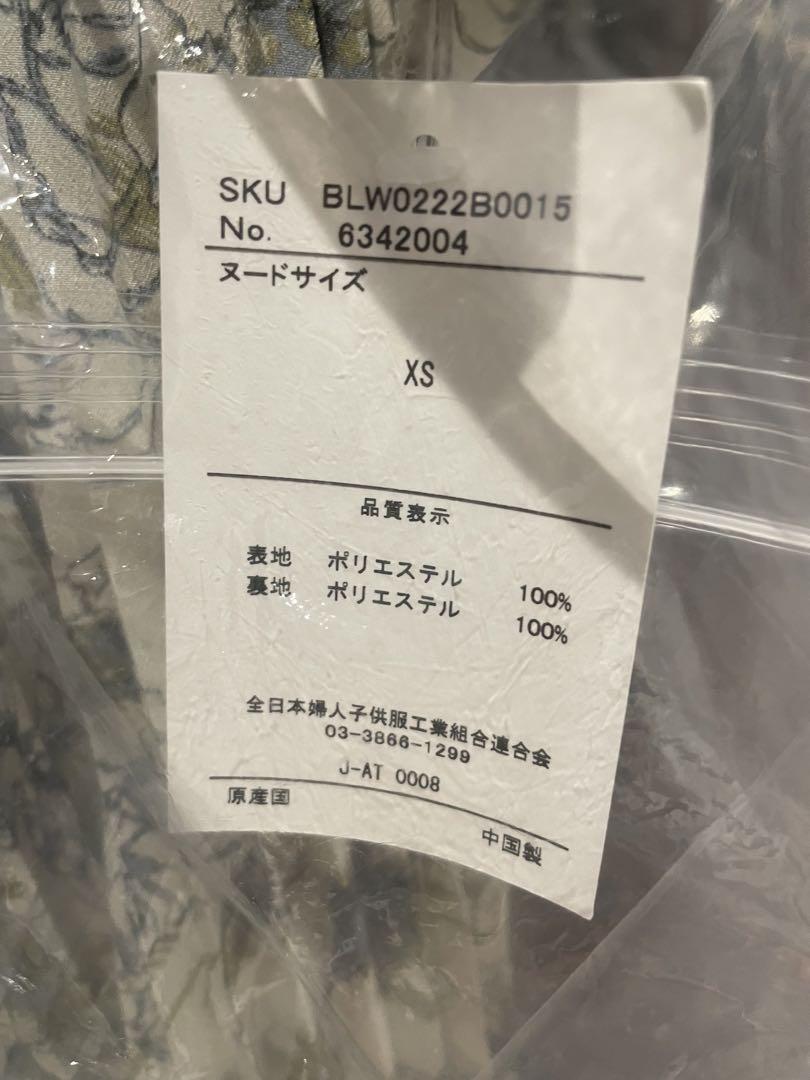 SKU BLW0222B0015
No. 6342004
ヌードサイズ
XS
品質表示
表地 ポリエステル 100%
裏地 ポリエステル 100%
全日本婦人子供服工業組合連合会
03-3866-1299
J-AT 0008
原産国
中国製